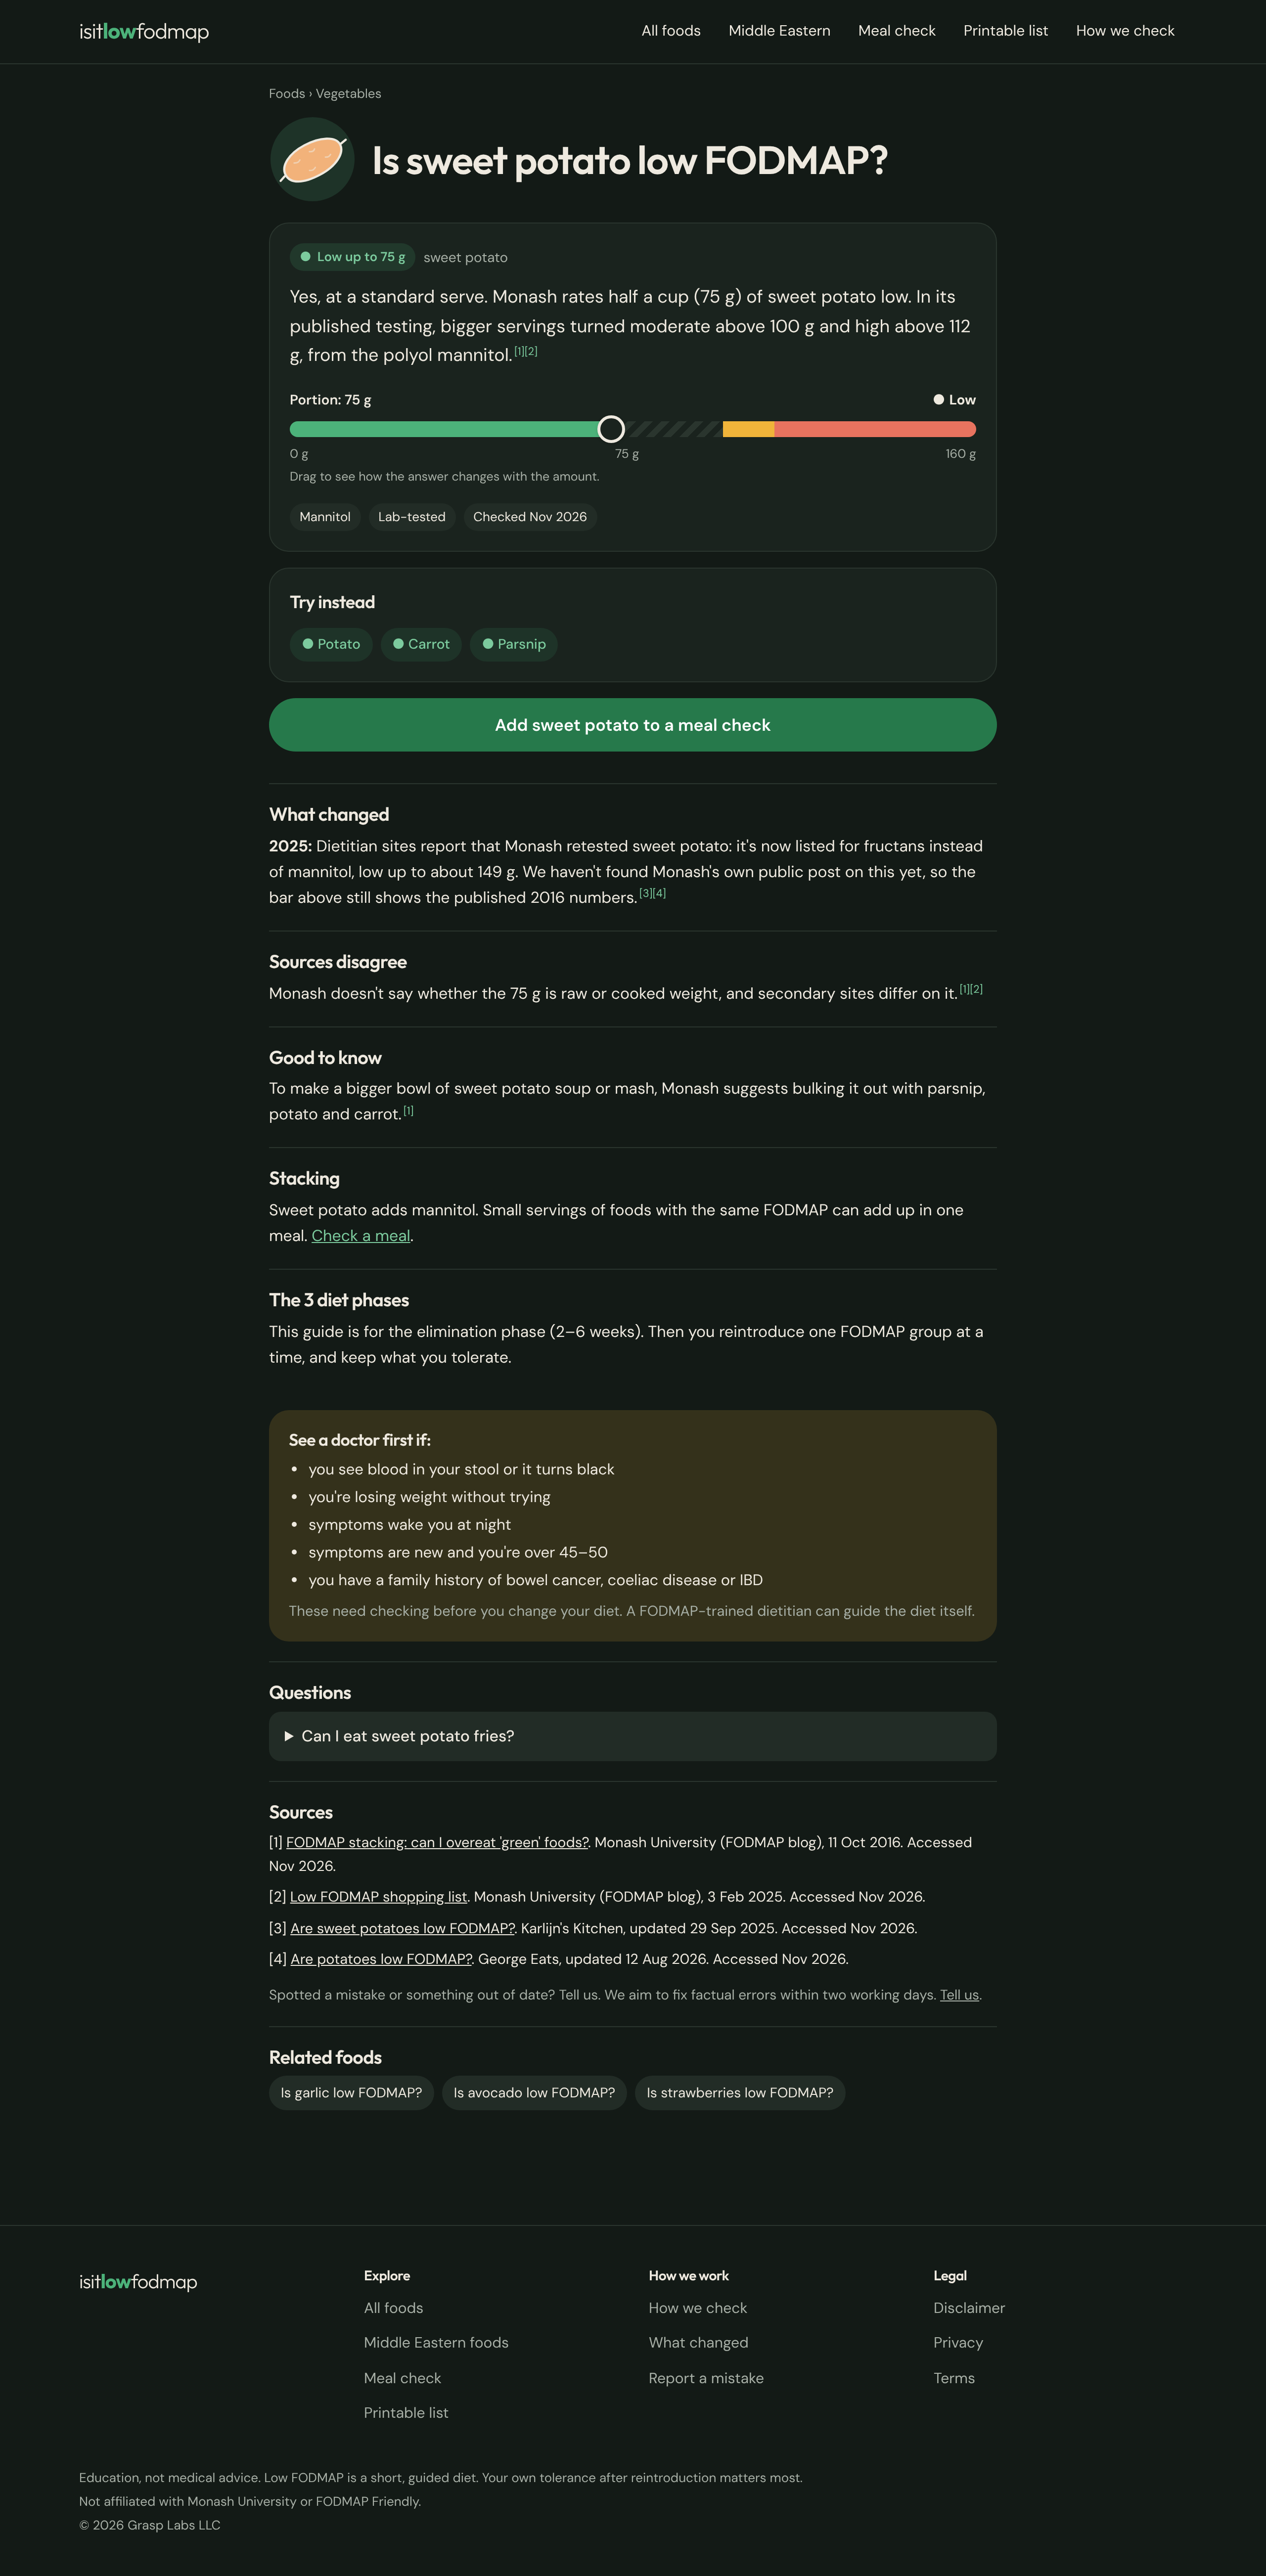 isitlowfodmap
All foods
Middle Eastern
Meal check
Printable list
How we check
Foods › Vegetables
Is sweet potato low FODMAP?
Low up to 75 g
sweet potato
Yes, at a standard serve. Monash rates half a cup (75 g) of sweet potato low. In its
published testing, bigger servings turned moderate above 100 g and high above 112
g, from the polyol mannitol. [1][2]
Portion: 75 g
Low
0 g
75 g
160 g
Drag to see how the answer changes with the amount.
Mannitol
Lab-tested
Checked Nov 2026
Try instead
Potato
Carrot
Parsnip
Add sweet potato to a meal check
What changed
2025: Dietitian sites report that Monash retested sweet potato: it's now listed for fructans instead
of mannitol, low up to about 149 g. We haven't found Monash's own public post on this yet, so the
bar above still shows the published 2016 numbers. [3][4]
Sources disagree
Monash doesn't say whether the 75 g is raw or cooked weight, and secondary sites differ on it. [1][2]
Good to know
To make a bigger bowl of sweet potato soup or mash, Monash suggests bulking it out with parsnip,
potato and carrot. [1]
Stacking
Sweet potato adds mannitol. Small servings of foods with the same FODMAP can add up in one
meal. Check a meal.
The 3 diet phases
This guide is for the elimination phase (2–6 weeks). Then you reintroduce one FODMAP group at a
time, and keep what you tolerate.
See a doctor first if:
• you see blood in your stool or it turns black
• you're losing weight without trying
• symptoms wake you at night
• symptoms are new and you're over 45–50
• you have a family history of bowel cancer, coeliac disease or IBD
These need checking before you change your diet. A FODMAP-trained dietitian can guide the diet itself.
Questions
Can I eat sweet potato fries?
Sources
[1] FODMAP stacking: can I overeat 'green' foods?. Monash University (FODMAP blog), 11 Oct 2016. Accessed
Nov 2026.
[2] Low FODMAP shopping list. Monash University (FODMAP blog), 3 Feb 2025. Accessed Nov 2026.
[3] Are sweet potatoes low FODMAP?. Karlijn's Kitchen, updated 29 Sep 2025. Accessed Nov 2026.
[4] Are potatoes low FODMAP?. George Eats, updated 12 Aug 2026. Accessed Nov 2026.
Spotted a mistake or something out of date? Tell us. We aim to fix factual errors within two working days. Tell us.
Related foods
Is garlic low FODMAP?
Is avocado low FODMAP?
Is strawberries low FODMAP?
isitlowfodmap
Explore
All foods
Middle Eastern foods
Meal check
Printable list
How we work
How we check
What changed
Report a mistake
Legal
Disclaimer
Privacy
Terms
Education, not medical advice. Low FODMAP is a short, guided diet. Your own tolerance after reintroduction matters most.
Not affiliated with Monash University or FODMAP Friendly.
© 2026 Grasp Labs LLC